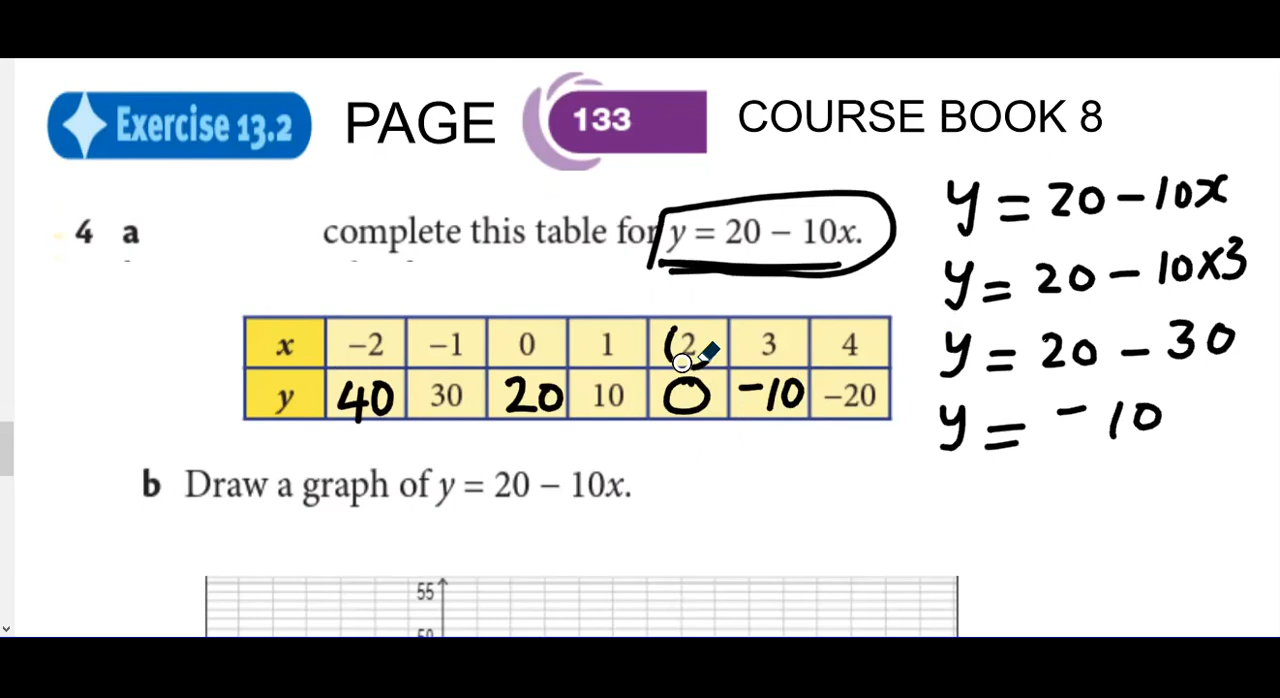 Exercise 13.2 PAGE 133 COURSE BOOK 8
4 a complete this table for y = 20 − 10x.
x −2 −1 0 1 2 3 4
y 40 30 20 10 0 -10 −20
y = 20 - 10x
y = 20 - 10x3
y = 20 - 30
y = - 10
b Draw a graph of y = 20 − 10x.
55